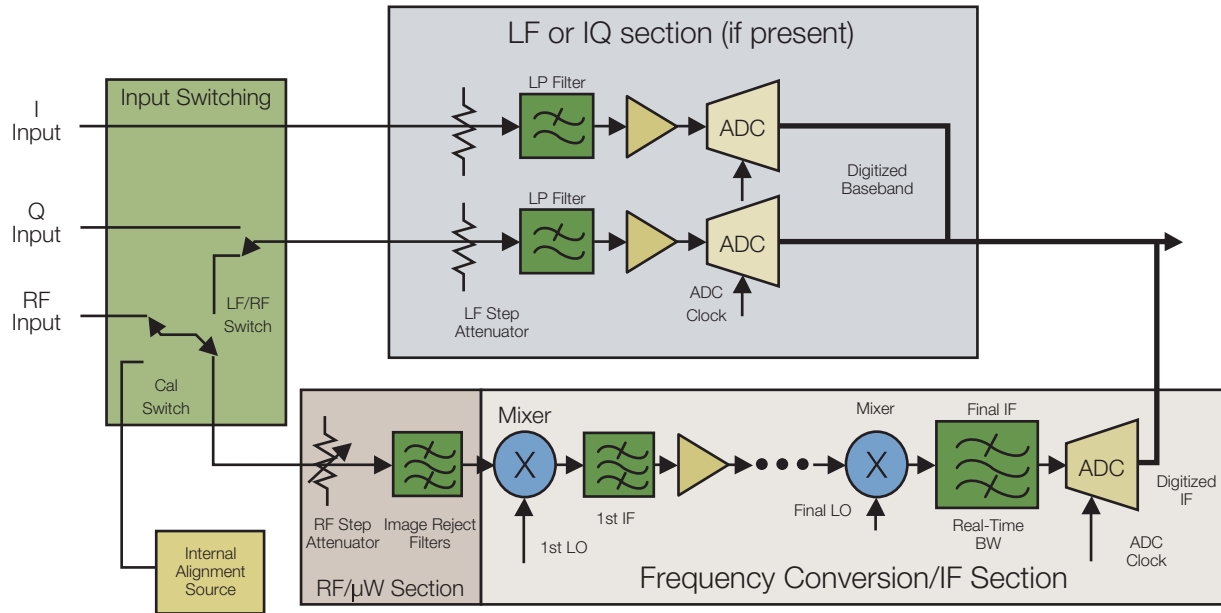 LF or IQ section (if present)
Input Switching
I
Input
LP Filter
ADC
Digitized
Baseband
Q
Input
LP Filter
ADC
RF
Input
LF/RF
Switch
LF Step
Attenuator
ADC
Clock
Cal
Switch
Mixer
Mixer
Final IF
X
X
ADC
Digitized
IF
RF Step
Attenuator
Image Reject
Filters
1st IF
1st LO
Final LO
Real-Time
BW
ADC
Clock
Internal
Alignment
Source
RF/µW Section
Frequency Conversion/IF Section